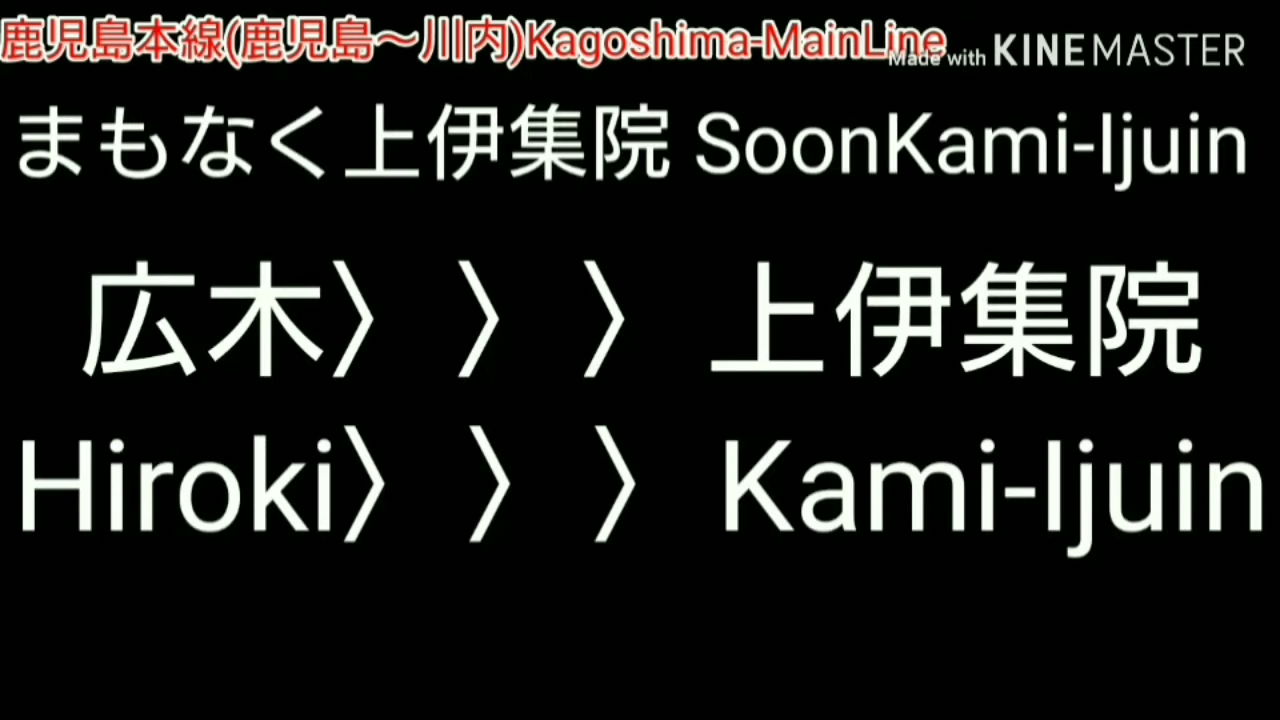 鹿児島本線(鹿児島〜川内)Kagoshima-MainLine
Made with KINEMASTER
まもなく上伊集院 SoonKami-Ijuin
広木〉〉〉上伊集院
Hiroki〉〉〉Kami-Ijuin